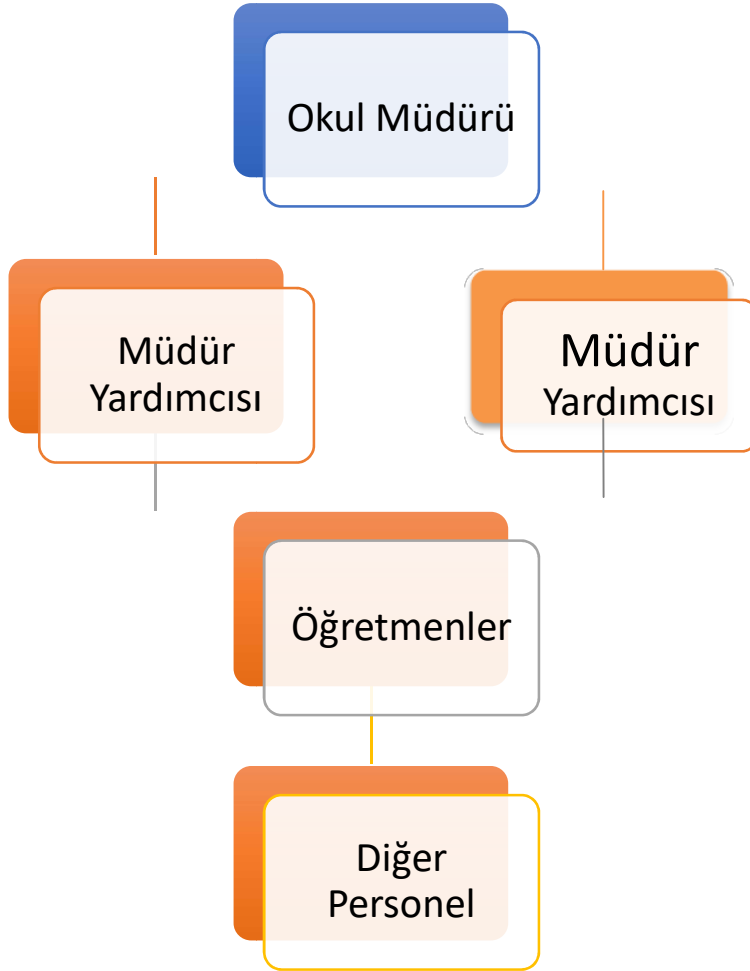 Okul Müdürü
Müdür
Yardımcısı
Müdür
Yardımcısı
Öğretmenler
Diğer
Personel